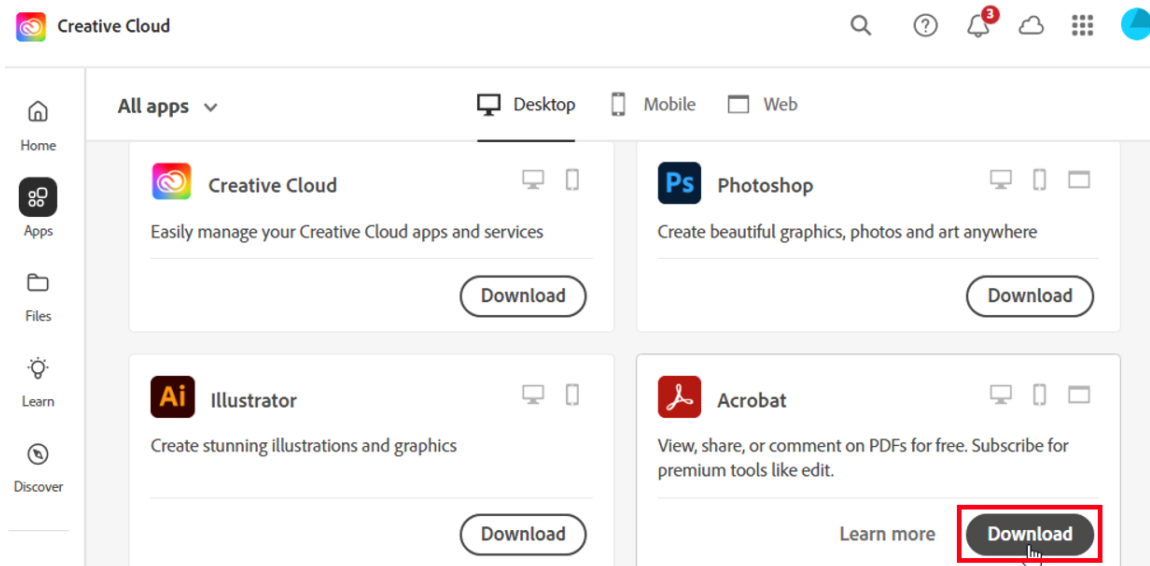 Creative Cloud
3
Home
Apps
Files
Learn
Discover
All apps
Desktop
Mobile
Web
Creative Cloud
Easily manage your Creative Cloud apps and services
Download
Ps
Photoshop
Create beautiful graphics, photos and art anywhere
Download
Ai
Illustrator
Create stunning illustrations and graphics
Download
Acrobat
View, share, or comment on PDFs for free. Subscribe for
premium tools like edit.
Learn more
Download